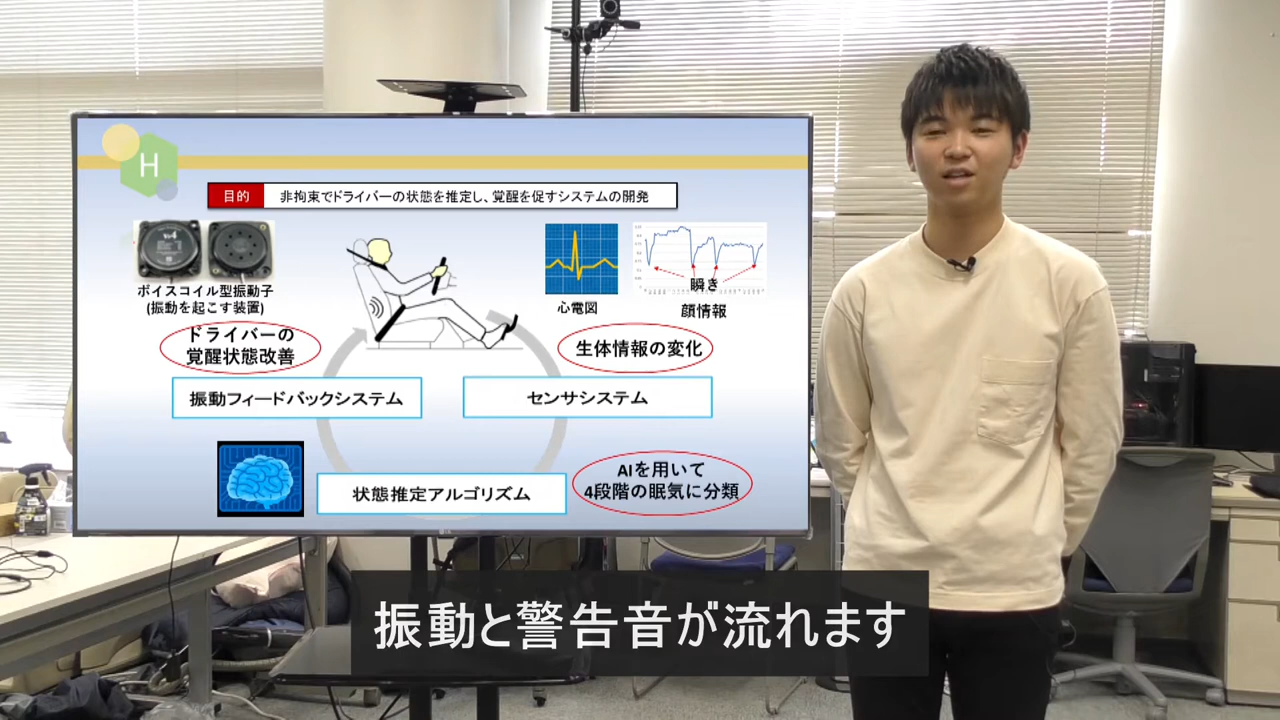 H
目的 非拘束でドライバーの状態を推定し、覚醒を促すシステムの開発
ボイスコイル型振動子
(振動を起こす装置)
ドライバーの
覚醒状態改善
振動フィードバックシステム
心電図
瞬き
顔情報
生体情報の変化
センサシステム
状態推定アルゴリズム
AIを用いて
4段階の眠気に分類
LG
振動と警告音が流れます